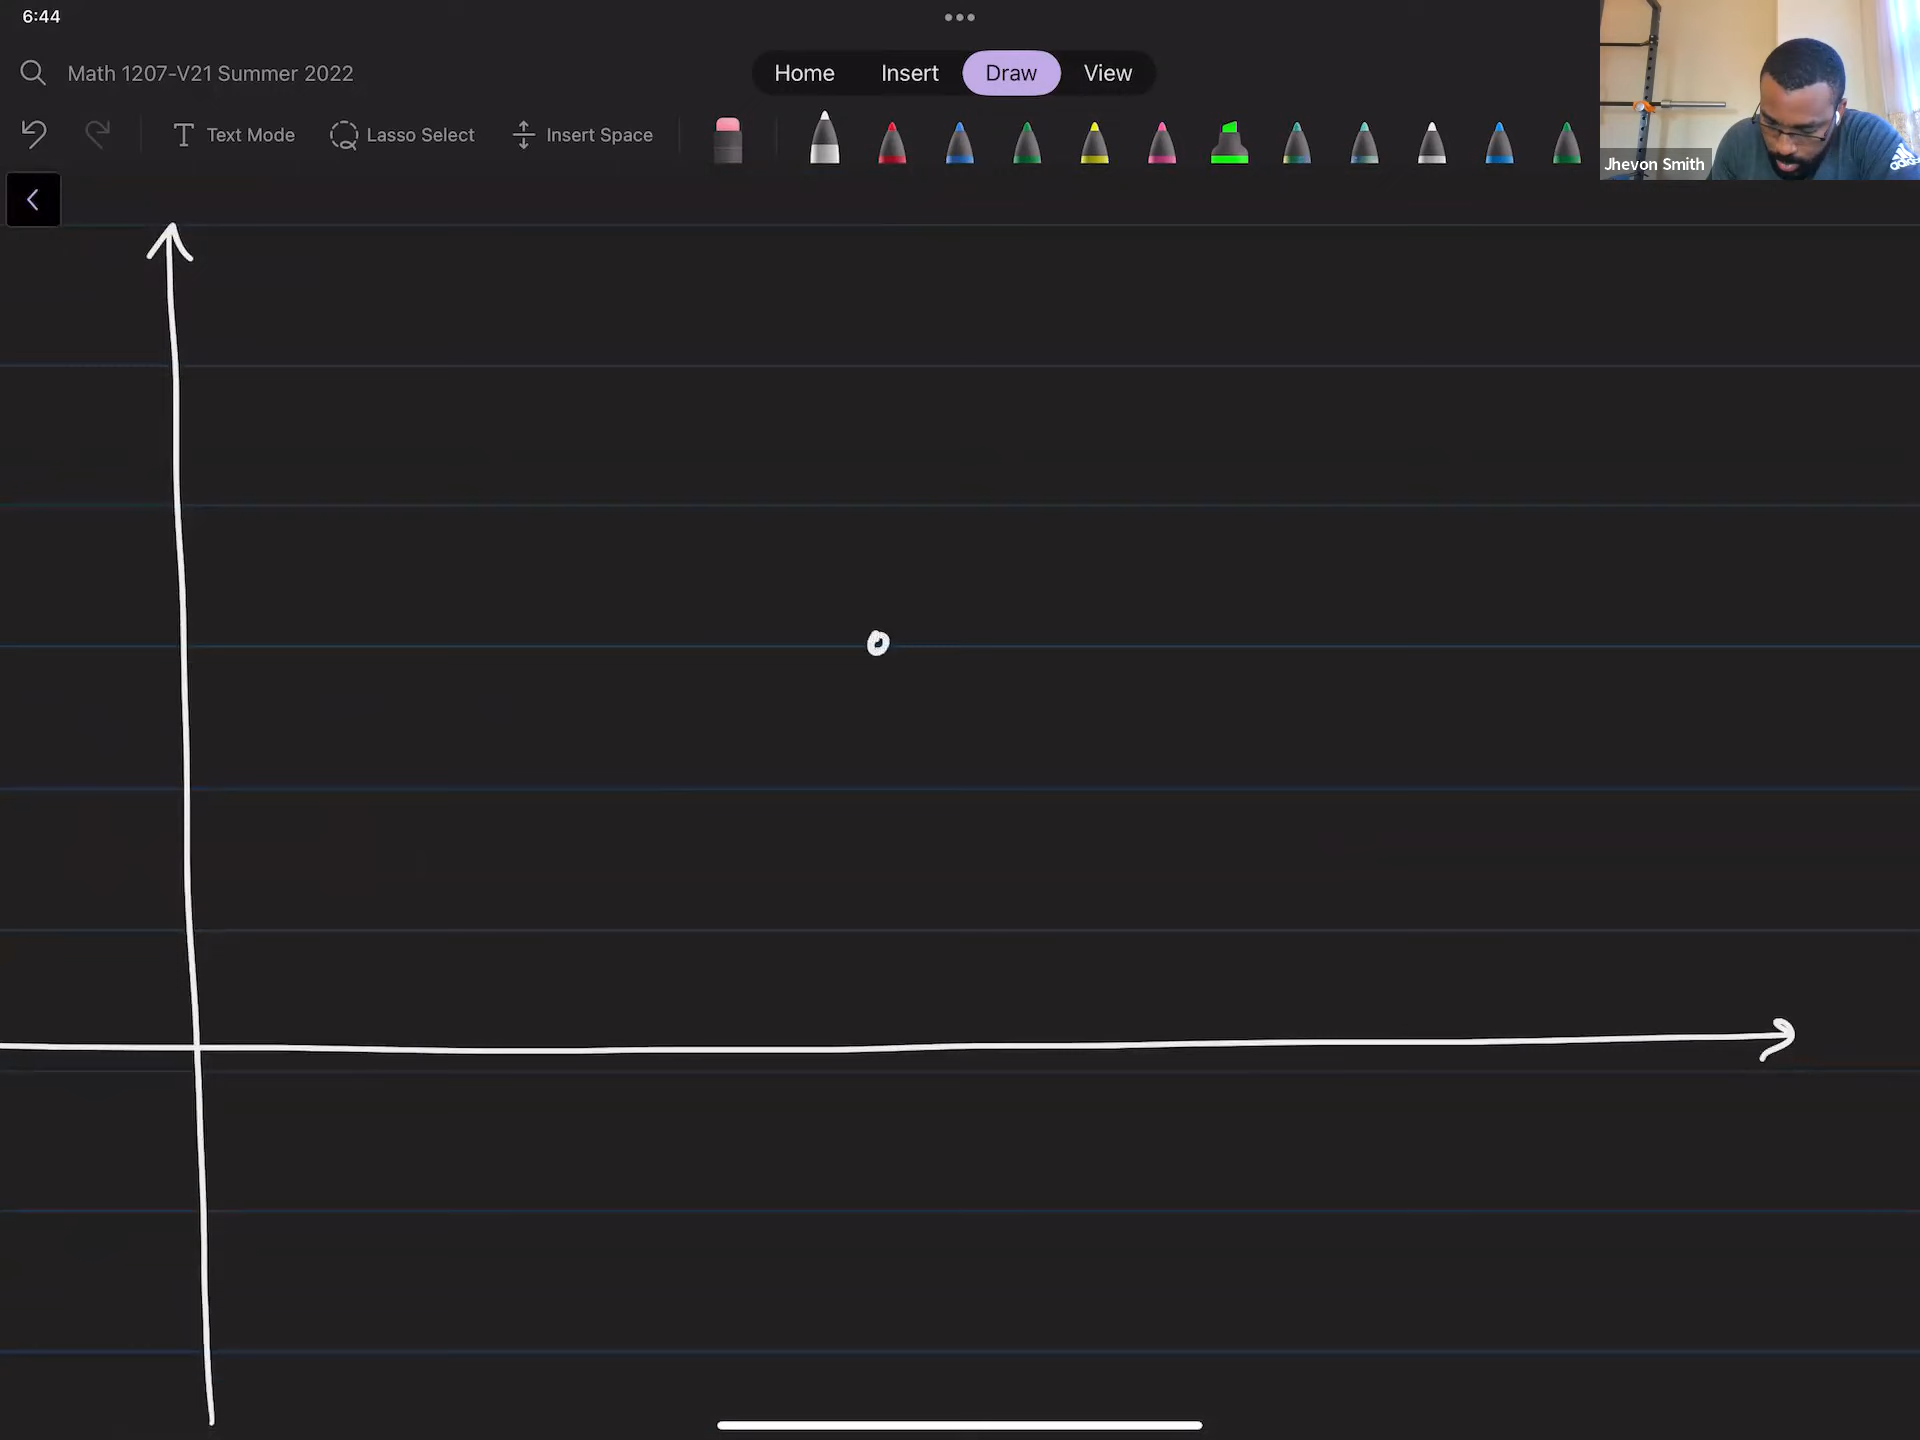 6:44
Math 1207-V21 Summer 2022
Home Insert Draw View
Text Mode Lasso Select Insert Space
Jhevon Smith
adidas